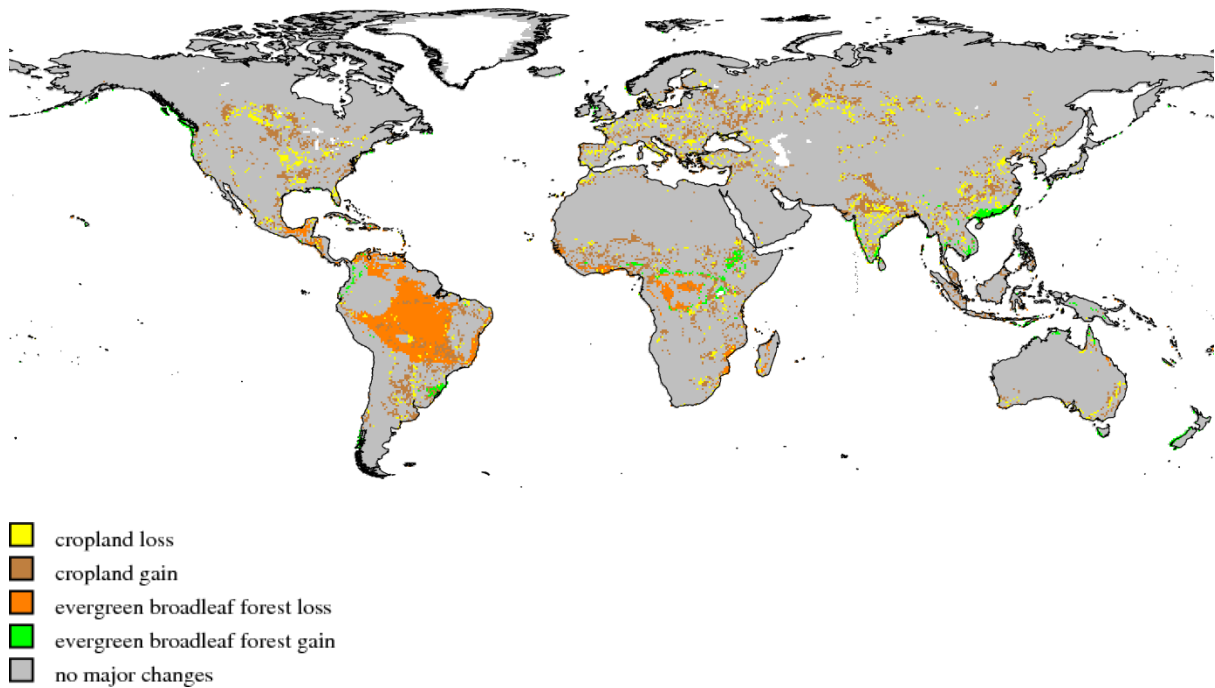 cropland loss
cropland gain
evergreen broadleaf forest loss
evergreen broadleaf forest gain
no major changes